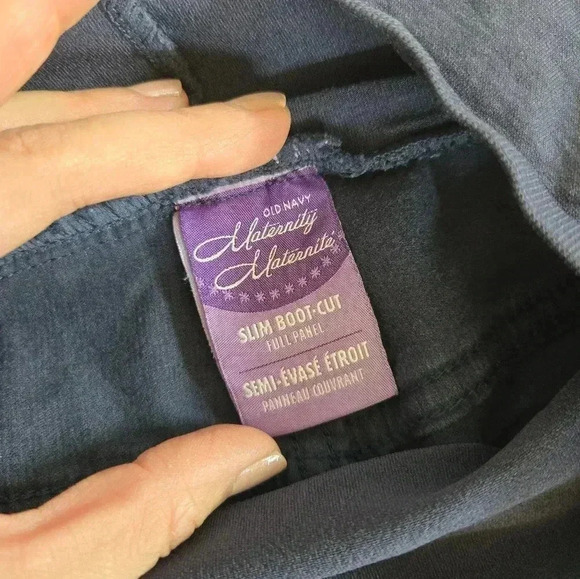 OLD NAVY
Maternity
Maternité
SLIM BOOT-CUT
FULL PANEL
SEMI-ÉVASÉ ÉTROIT
PANNEAU COUVRANT